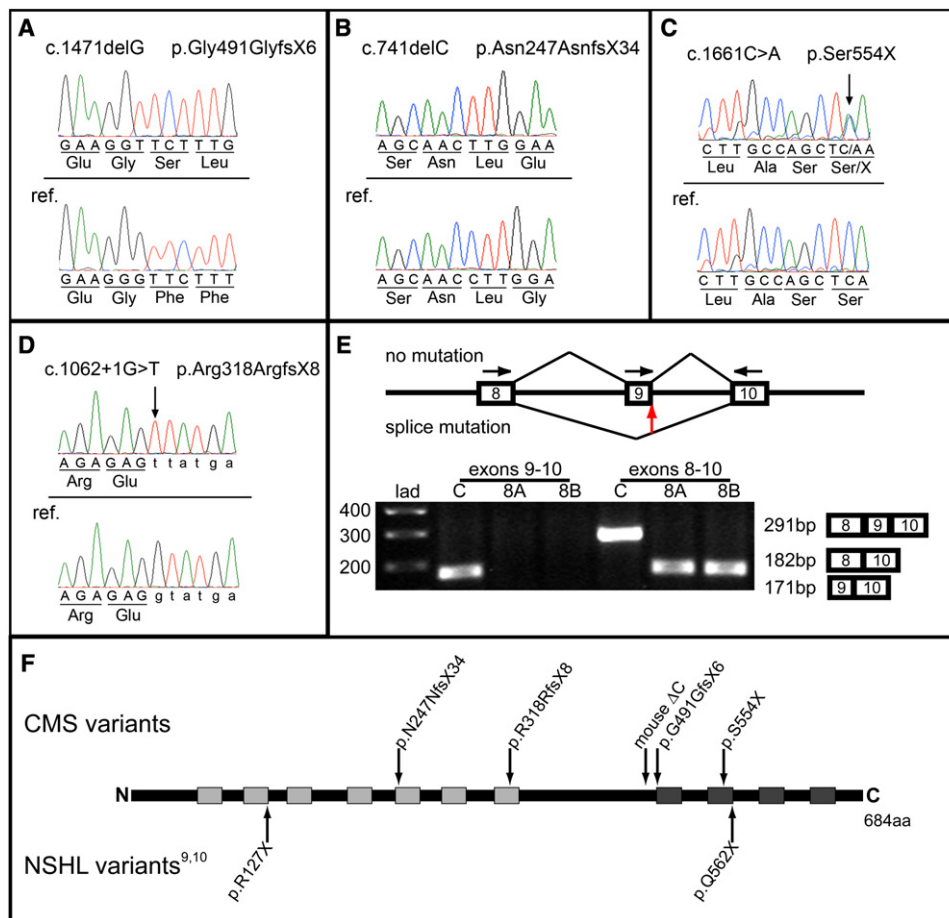 A
c.1471delG p.Gly491GlyfsX6
G A A G G T T C T T T G
Glu Gly Ser Leu
ref.
G A A G G G T T C T T T
Glu Gly Phe Phe
B
c.741delC p.Asn247AsnfsX34
A G C A A C T T G G A A
Ser Asn Leu Glu
ref.
A G C A A C C T T G G A
Ser Asn Leu Gly
C
c.1661C>A p.Ser554X
C T T G C C A G C T C/A A
Leu Ala Ser Ser/X
ref.
C T T G C C A G C T C A
Leu Ala Ser Ser
D
c.1062+1G>T p.Arg318ArgfsX8
A G A G A G t t a t g a
Arg Glu
ref.
A G A G A G g t a t g a
Arg Glu
E
no mutation
8 9 10
splice mutation
exons 9-10 exons 8-10
lad C 8A 8B C 8A 8B
400
300
200
291bp 8 9 10
182bp 8 10
171bp 9 10
F
CMS variants
p.N247NfsX34
p.R318RfsX8
mouse ΔC
p.G491GfsX6
p.S554X
N C
684aa
NSHL variants9,10
p.R127X
p.Q562X